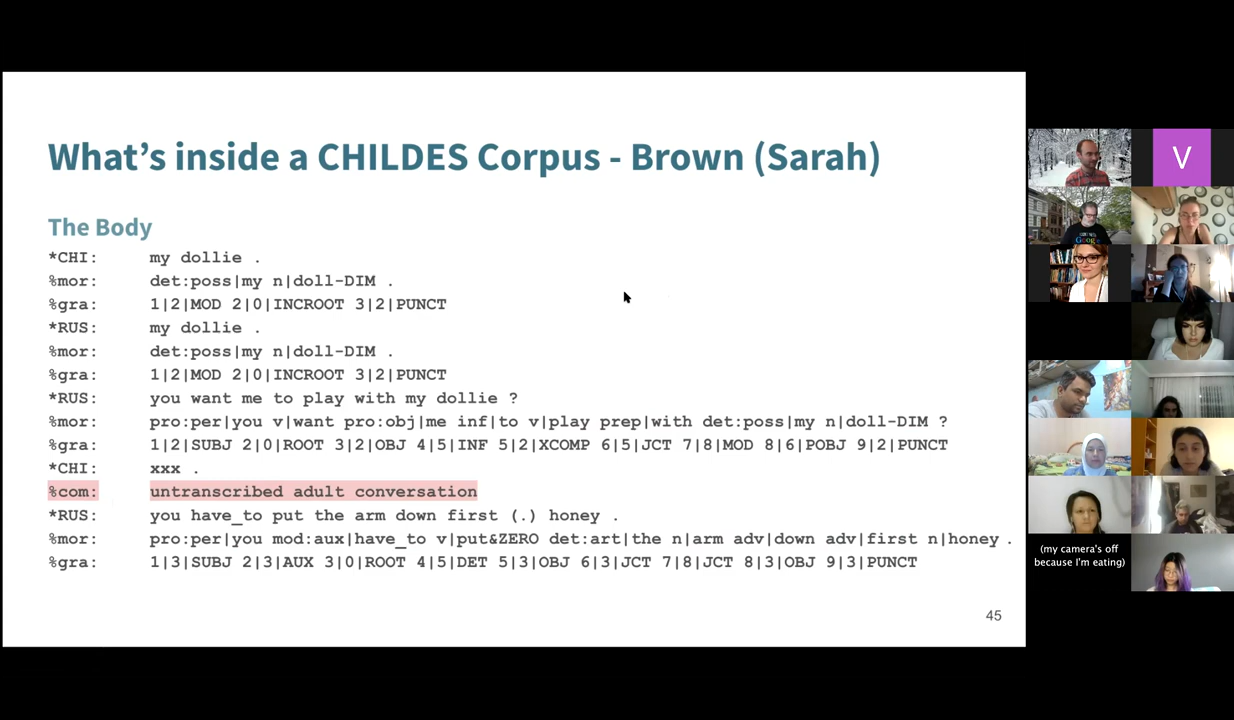 What's inside a CHILDES Corpus - Brown (Sarah)
The Body
*CHI: my dollie .
%mor: det:poss|my n|doll-DIM .
%gra: 1|2|MOD 2|0|INCROOT 3|2|PUNCT
*RUS: my dollie .
%mor: det:poss|my n|doll-DIM .
%gra: 1|2|MOD 2|0|INCROOT 3|2|PUNCT
*RUS: you want me to play with my dollie ?
%mor: pro:per|you v|want pro:obj|me inf|to v|play prep|with det:poss|my n|doll-DIM ?
%gra: 1|2|SUBJ 2|0|ROOT 3|2|OBJ 4|5|INF 5|2|XCOMP 6|5|JCT 7|8|MOD 8|6|POBJ 9|2|PUNCT
*CHI: xxx .
%com: untranscribed adult conversation
*RUS: you have_to put the arm down first (.) honey .
%mor: pro:per|you mod:aux|have_to v|put&ZERO det:art|the n|arm adv|down adv|first n|honey .
%gra: 1|3|SUBJ 2|3|AUX 3|0|ROOT 4|5|DET 5|3|OBJ 6|3|JCT 7|8|JCT 8|3|OBJ 9|3|PUNCT
45
V
Google
(my camera's off
because I'm eating)